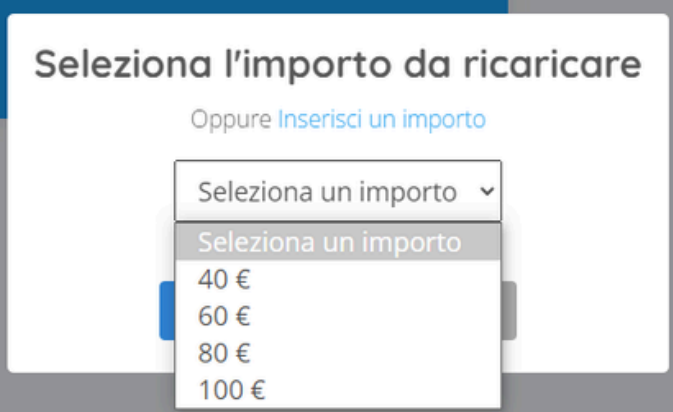 Seleziona l'importo da ricaricare
Oppure Inserisci un importo
Seleziona un importo
Seleziona un importo
40 €
60 €
80 €
100 €